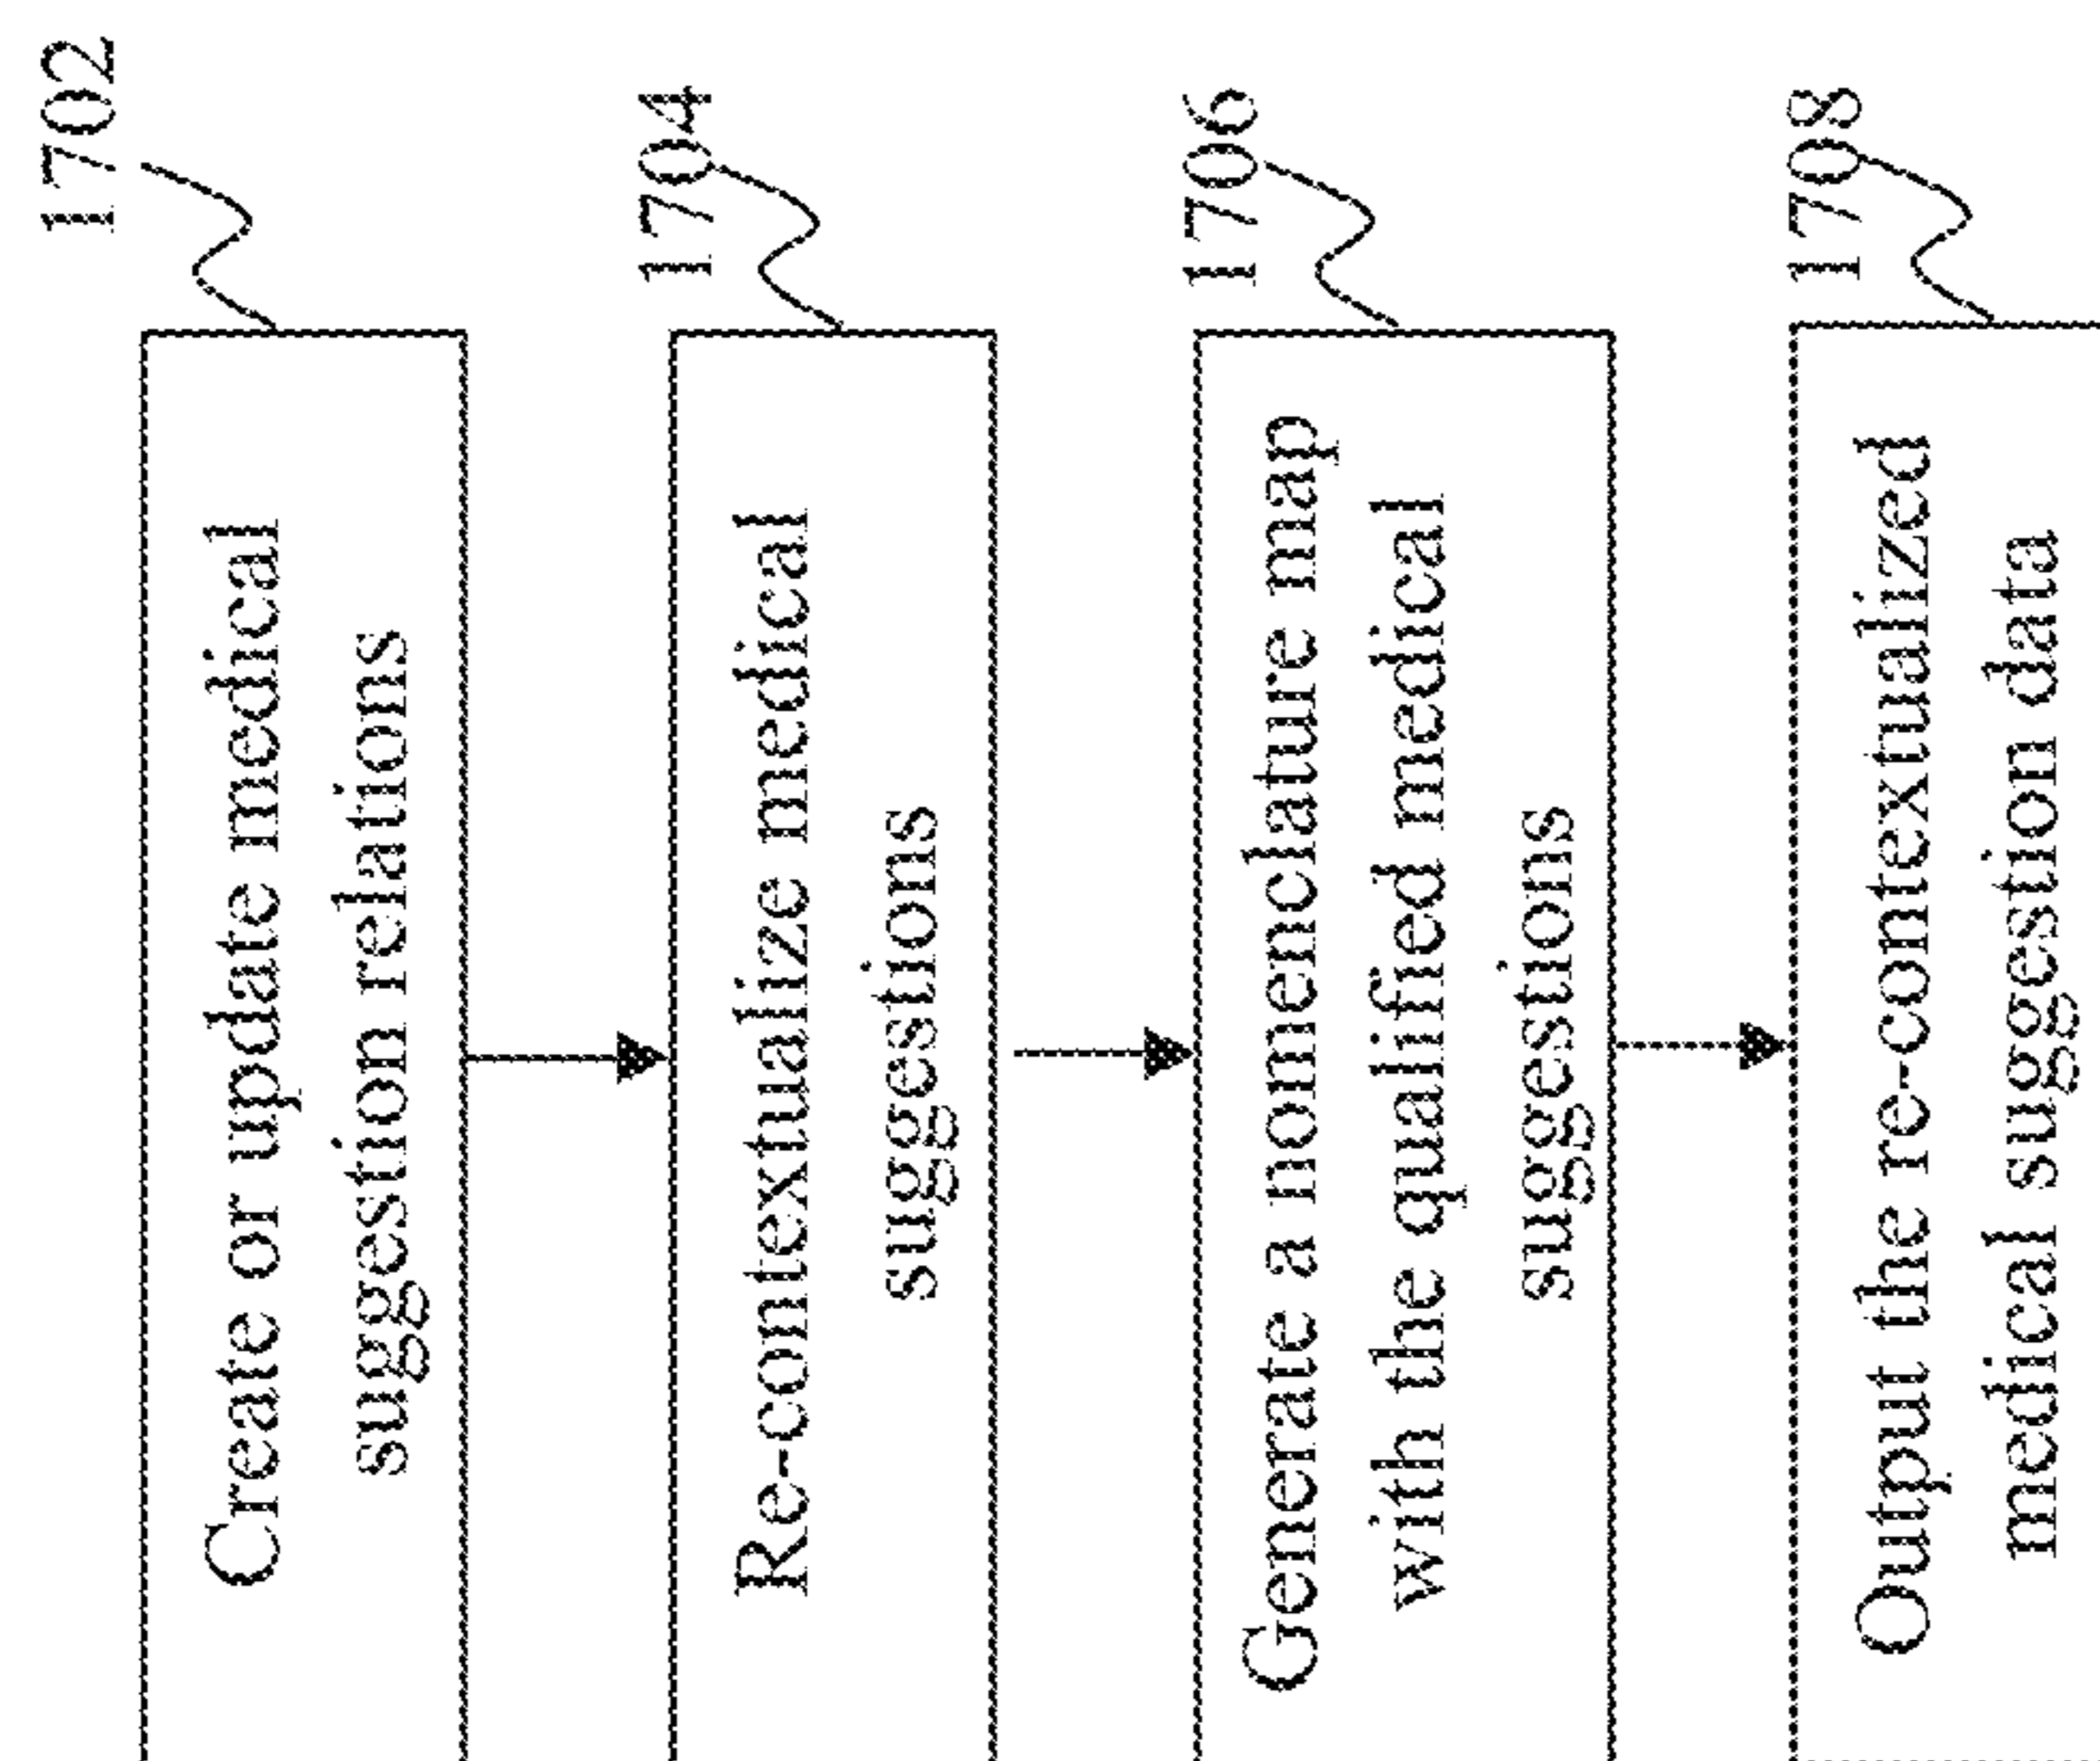 1702
Create or update medical
suggestion relations
1704
Re-contextualize medical
suggestions
1706
Generate a nomenclature map
with the qualified medical
suggestions
1708
Output the re-contextualized
medical suggestion data